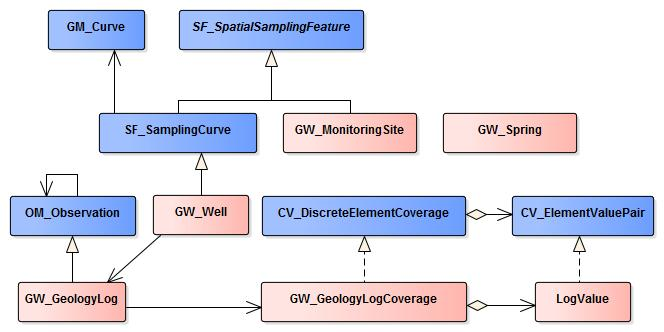 GM_Curve
SF_SpatialSamplingFeature
SF_SamplingCurve
GW_MonitoringSite
GW_Spring
OM_Observation
GW_Well
CV_DiscreteElementCoverage
CV_ElementValuePair
GW_GeologyLog
GW_GeologyLogCoverage
LogValue